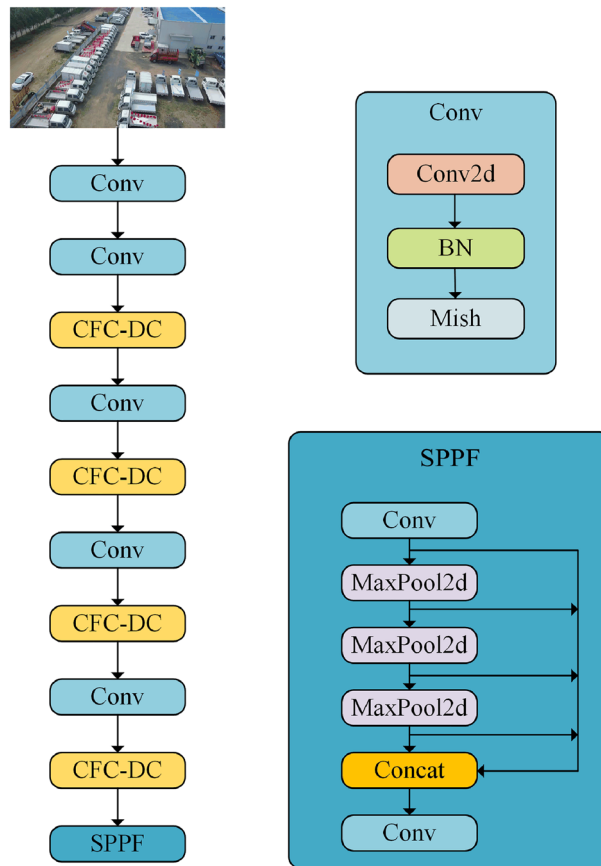 Conv
Conv
CFC-DC
Conv
CFC-DC
Conv
CFC-DC
Conv
CFC-DC
SPPF
Conv
Conv2d
BN
Mish
SPPF
Conv
MaxPool2d
MaxPool2d
MaxPool2d
Concat
Conv